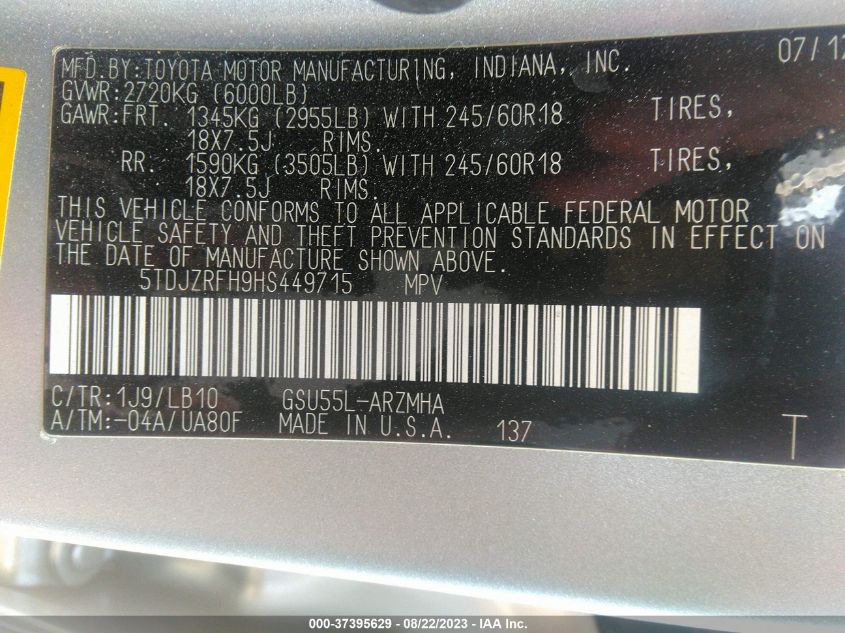 07/17
MFD.BY:TOYOTA MOTOR MANUFACTURING, INDIANA, INC.
GVWR:2720KG (6000LB)
GAWR:FRT. 1345KG (2955LB) WITH 245/60R18 TIRES,
18X7.5J RIMS.
RR. 1590KG (3505LB) WITH 245/60R18 TIRES,
18X7.5J RIMS.
THIS VEHICLE CONFORMS TO ALL APPLICABLE FEDERAL MOTOR
VEHICLE SAFETY AND THEFT PREVENTION STANDARDS IN EFFECT ON
THE DATE OF MANUFACTURE SHOWN ABOVE.
5TDJZRFH9HS449715 MPV
C/TR:1J9/LB10 GSU55L-ARZMHA
A/TM:-04A/UA80F MADE IN U.S.A. 137 T
000-37395629 - 08/22/2023 - IAA Inc.